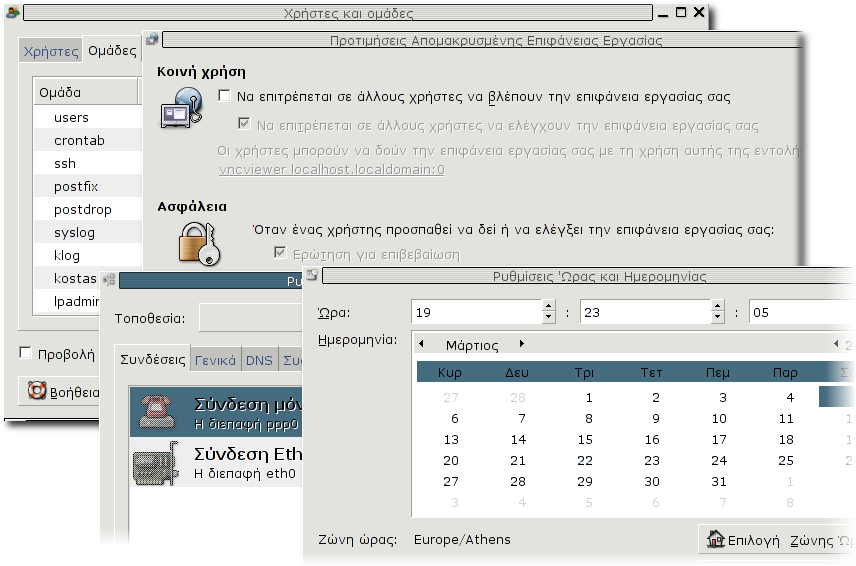 Χρήστες και ομάδες
Χρήστες Ομάδες
Ομάδα
users
crontab
ssh
postfix
postdrop
syslog
klog
kostas
lpadmin
Προβολή
Βοήθεια
Προτιμήσεις Απομακρυσμένης Επιφάνειας Εργασίας
Κοινή χρήση
Να επιτρέπεται σε άλλους χρήστες να βλέπουν την επιφάνεια εργασίας σας
Να επιτρέπεται σε άλλους χρήστες να ελέγχουν την επιφάνεια εργασίας σας
Οι χρήστες μπορούν να δούν την επιφάνεια εργασίας σας με τη χρήση αυτής της εντολή
vncviewer localhost.localdomain:0
Ασφάλεια
Όταν ένας χρήστης προσπαθεί να δεί ή να ελέγξει την επιφάνεια εργασίας σας:
Ερώτηση για επιβεβαίωση
Ρυ
Τοποθεσία:
Συνδέσεις Γενικά DNS Συσ
Σύνδεση μόν
Η διεπαφή ppp0
Σύνδεση Eth
Η διεπαφή eth0
Ρυθμίσεις Ώρας και Ημερομηνίας
Ώρα: 19 : 23 : 05
Ημερομηνία: Μάρτιος
Κυρ Δευ Τρι Τετ Πεμ Παρ
27 28 1 2 3 4
6 7 8 9 10 11
13 14 15 16 17 18
20 21 22 23 24 25
27 28 29 30 31 1
3 4 5 6 7 8
Ζώνη ώρας: Europe/Athens
Επιλογή Ζώνης Ώρ